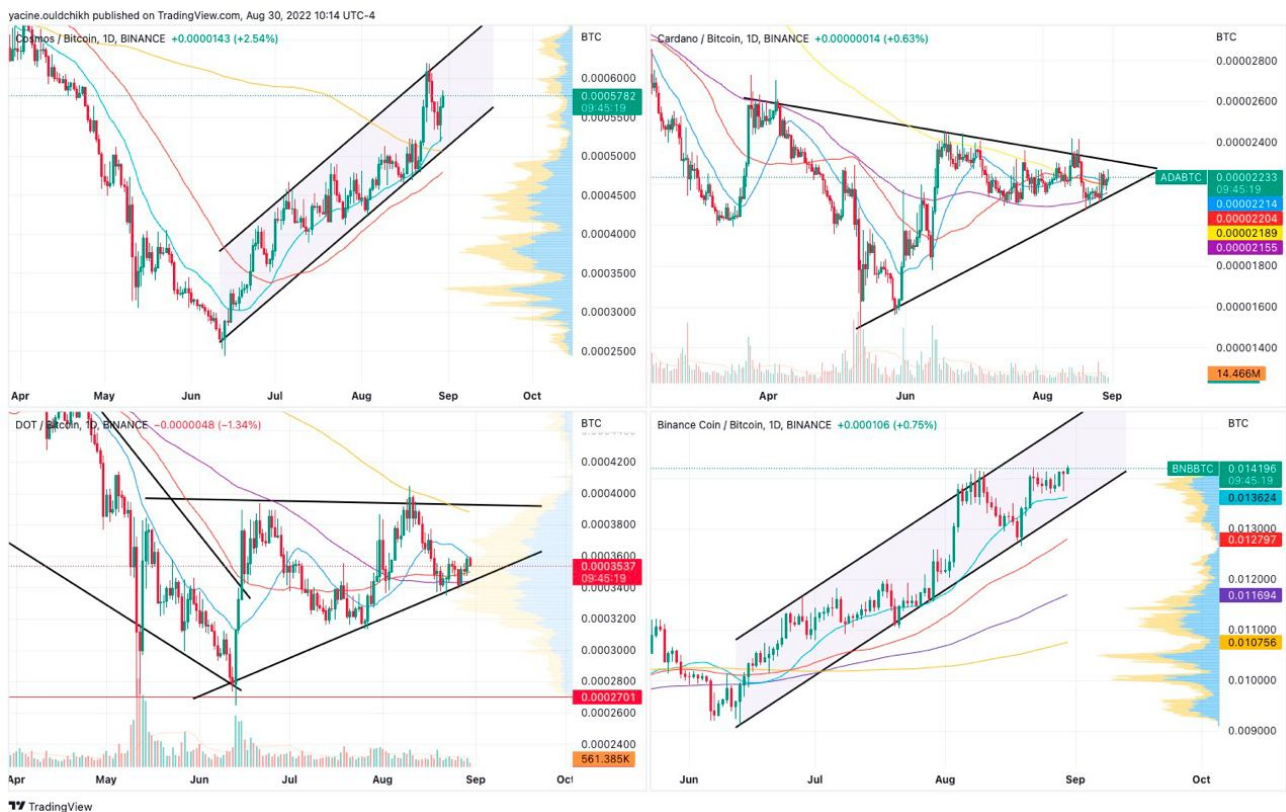 yacine.ouldchikh published on TradingView.com, Aug 30, 2022 10:14 UTC-4
Cosmos / Bitcoin, 1D, BINANCE +0.0000143 (+2.54%)
BTC
0.0006000
0.0005782
09:45:19
0.0005500
0.0005000
0.0004500
0.0004000
0.0003500
0.0003000
0.0002500
Apr May Jun Jul Aug Sep Oct
Cardano / Bitcoin, 1D, BINANCE +0.00000014 (+0.63%)
BTC
0.00002800
0.00002600
0.00002400
ADABTC 0.00002233
09:45:19
0.00002214
0.00002204
0.00002189
0.00002155
0.00001800
0.00001600
0.00001400
14.466M
Apr Jun Aug Sep
DOT / Bitcoin, 1D, BINANCE −0.0000048 (−1.34%)
BTC
0.0004200
0.0004000
0.0003800
0.0003600
0.0003537
09:45:19
0.0003400
0.0003200
0.0003000
0.0002800
0.0002701
0.0002600
0.0002400
561.385K
Apr May Jun Jul Aug Sep Oct
Binance Coin / Bitcoin, 1D, BINANCE +0.000106 (+0.75%)
BTC
BNBBTC 0.014196
09:45:19
0.013624
0.013000
0.012797
0.012000
0.011694
0.011000
0.010756
0.010000
0.009000
Jun Jul Aug Sep Oct
TradingView